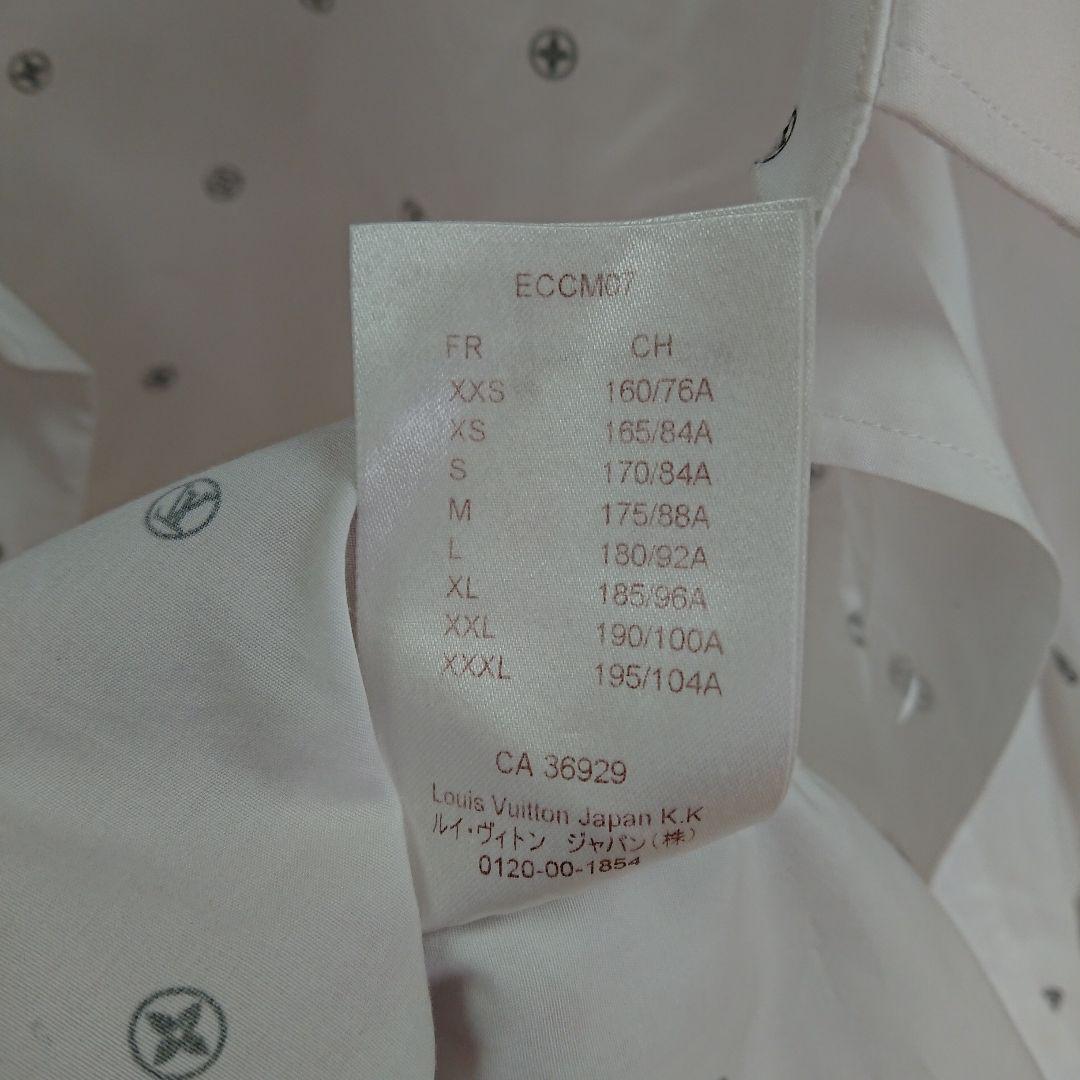 ECCM07
FR CH
XXS 160/76A
XS 165/84A
S 170/84A
M 175/88A
L 180/92A
XL 185/96A
XXL 190/100A
XXXL 195/104A
CA 36929
Louis Vuitton Japan K.K
ルイ・ヴィトン ジャパン(株)
0120-00-1854